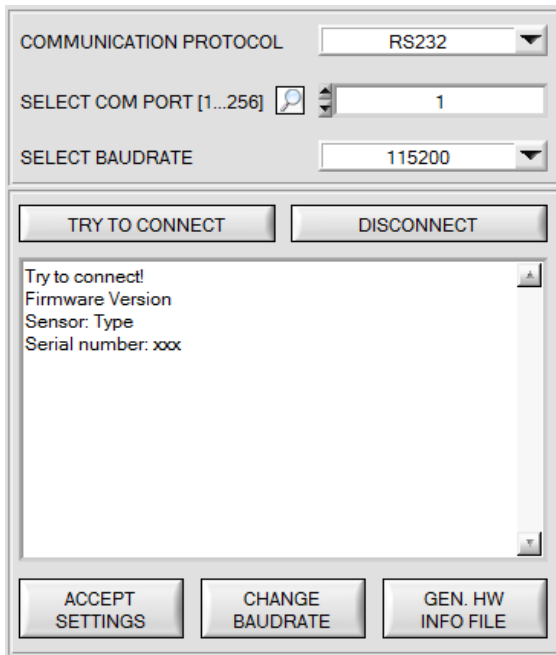 COMMUNICATION PROTOCOL RS232
SELECT COM PORT [1...256] 1
SELECT BAUDRATE 115200
TRY TO CONNECT DISCONNECT
Try to connect!
Firmware Version
Sensor: Type
Serial number: xxx
ACCEPT SETTINGS
CHANGE BAUDRATE
GEN. HW INFO FILE